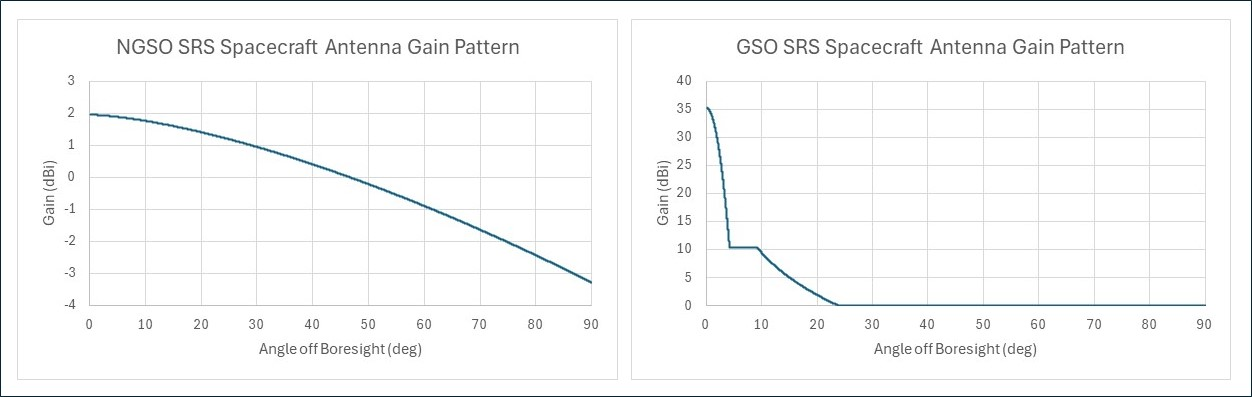 NGSO SRS Spacecraft Antenna Gain Pattern
3
2
1
0
-1
-2
-3
-4
Gain (dBi)
0 10 20 30 40 50 60 70 80 90
Angle off Boresight (deg)
GSO SRS Spacecraft Antenna Gain Pattern
40
35
30
25
20
15
10
5
0
Gain (dBi)
0 10 20 30 40 50 60 70 80 90
Angle off Boresight (deg)